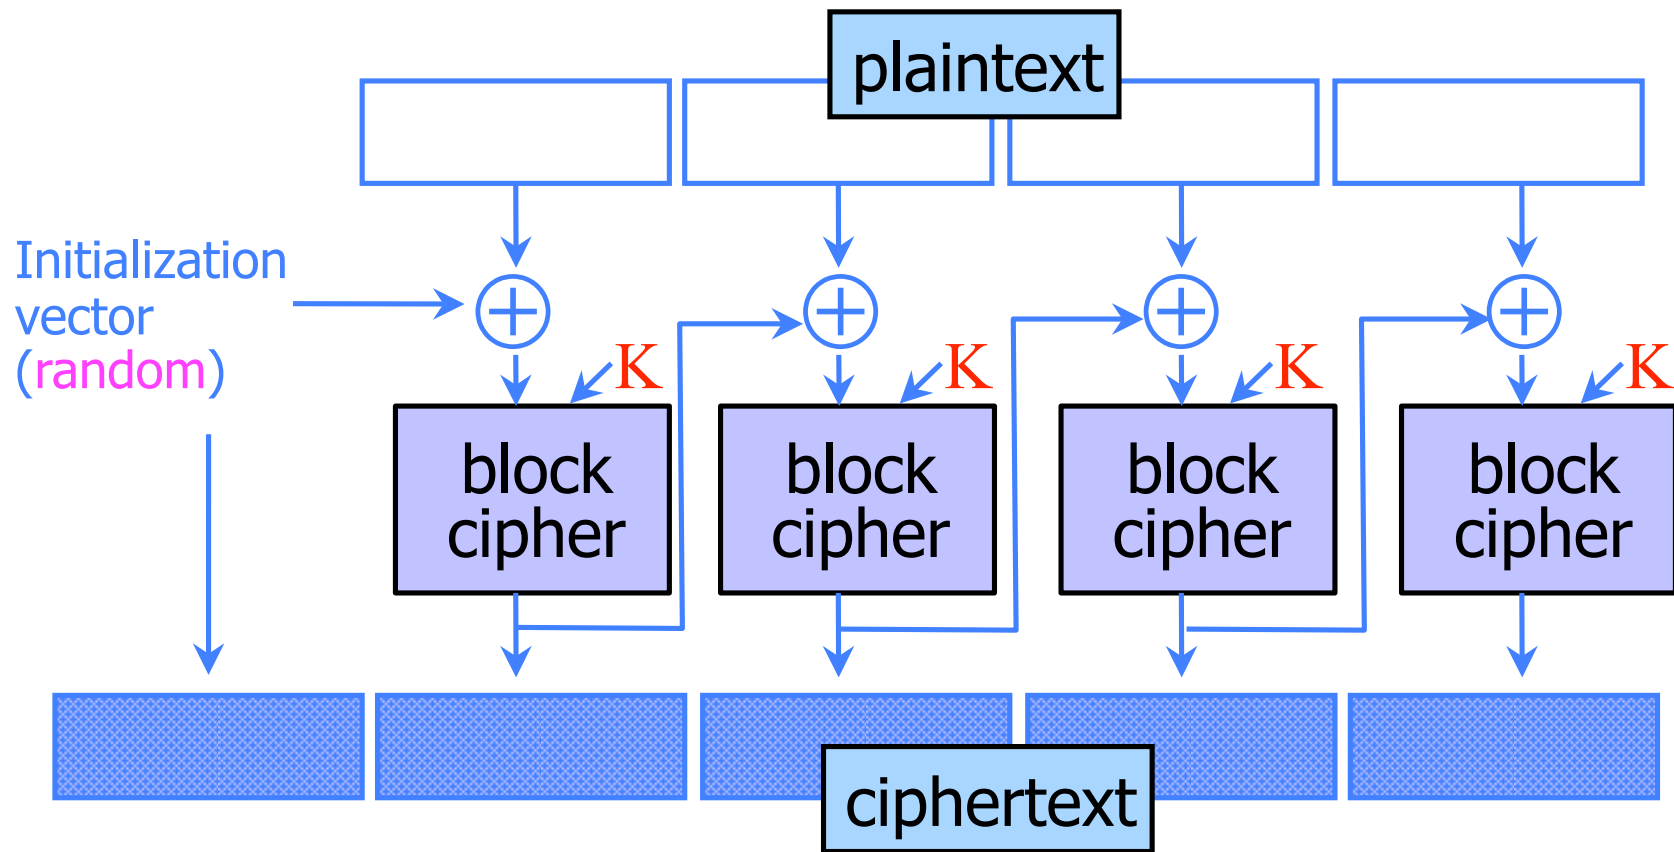 plaintext
Initialization
vector
(random)
K
K
K
K
block
cipher
block
cipher
block
cipher
block
cipher
ciphertext